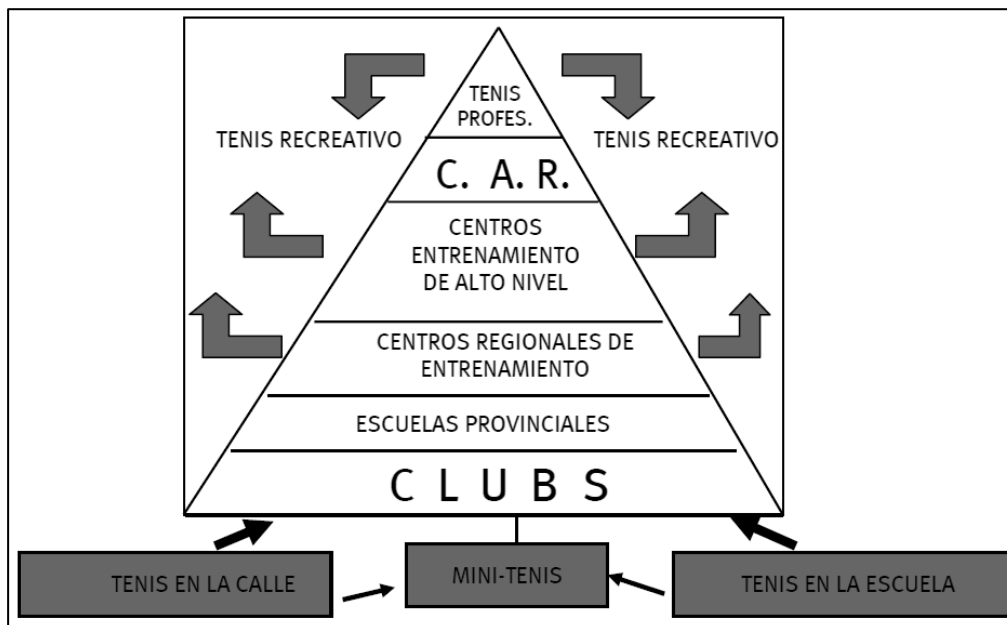 TENIS
PROFES.
TENIS RECREATIVO
TENIS RECREATIVO
C. A. R.
CENTROS
ENTRENAMIENTO
DE ALTO NIVEL
CENTROS REGIONALES DE
ENTRENAMIENTO
ESCUELAS PROVINCIALES
C L U B S
TENIS EN LA CALLE
MINI-TENIS
TENIS EN LA ESCUELA